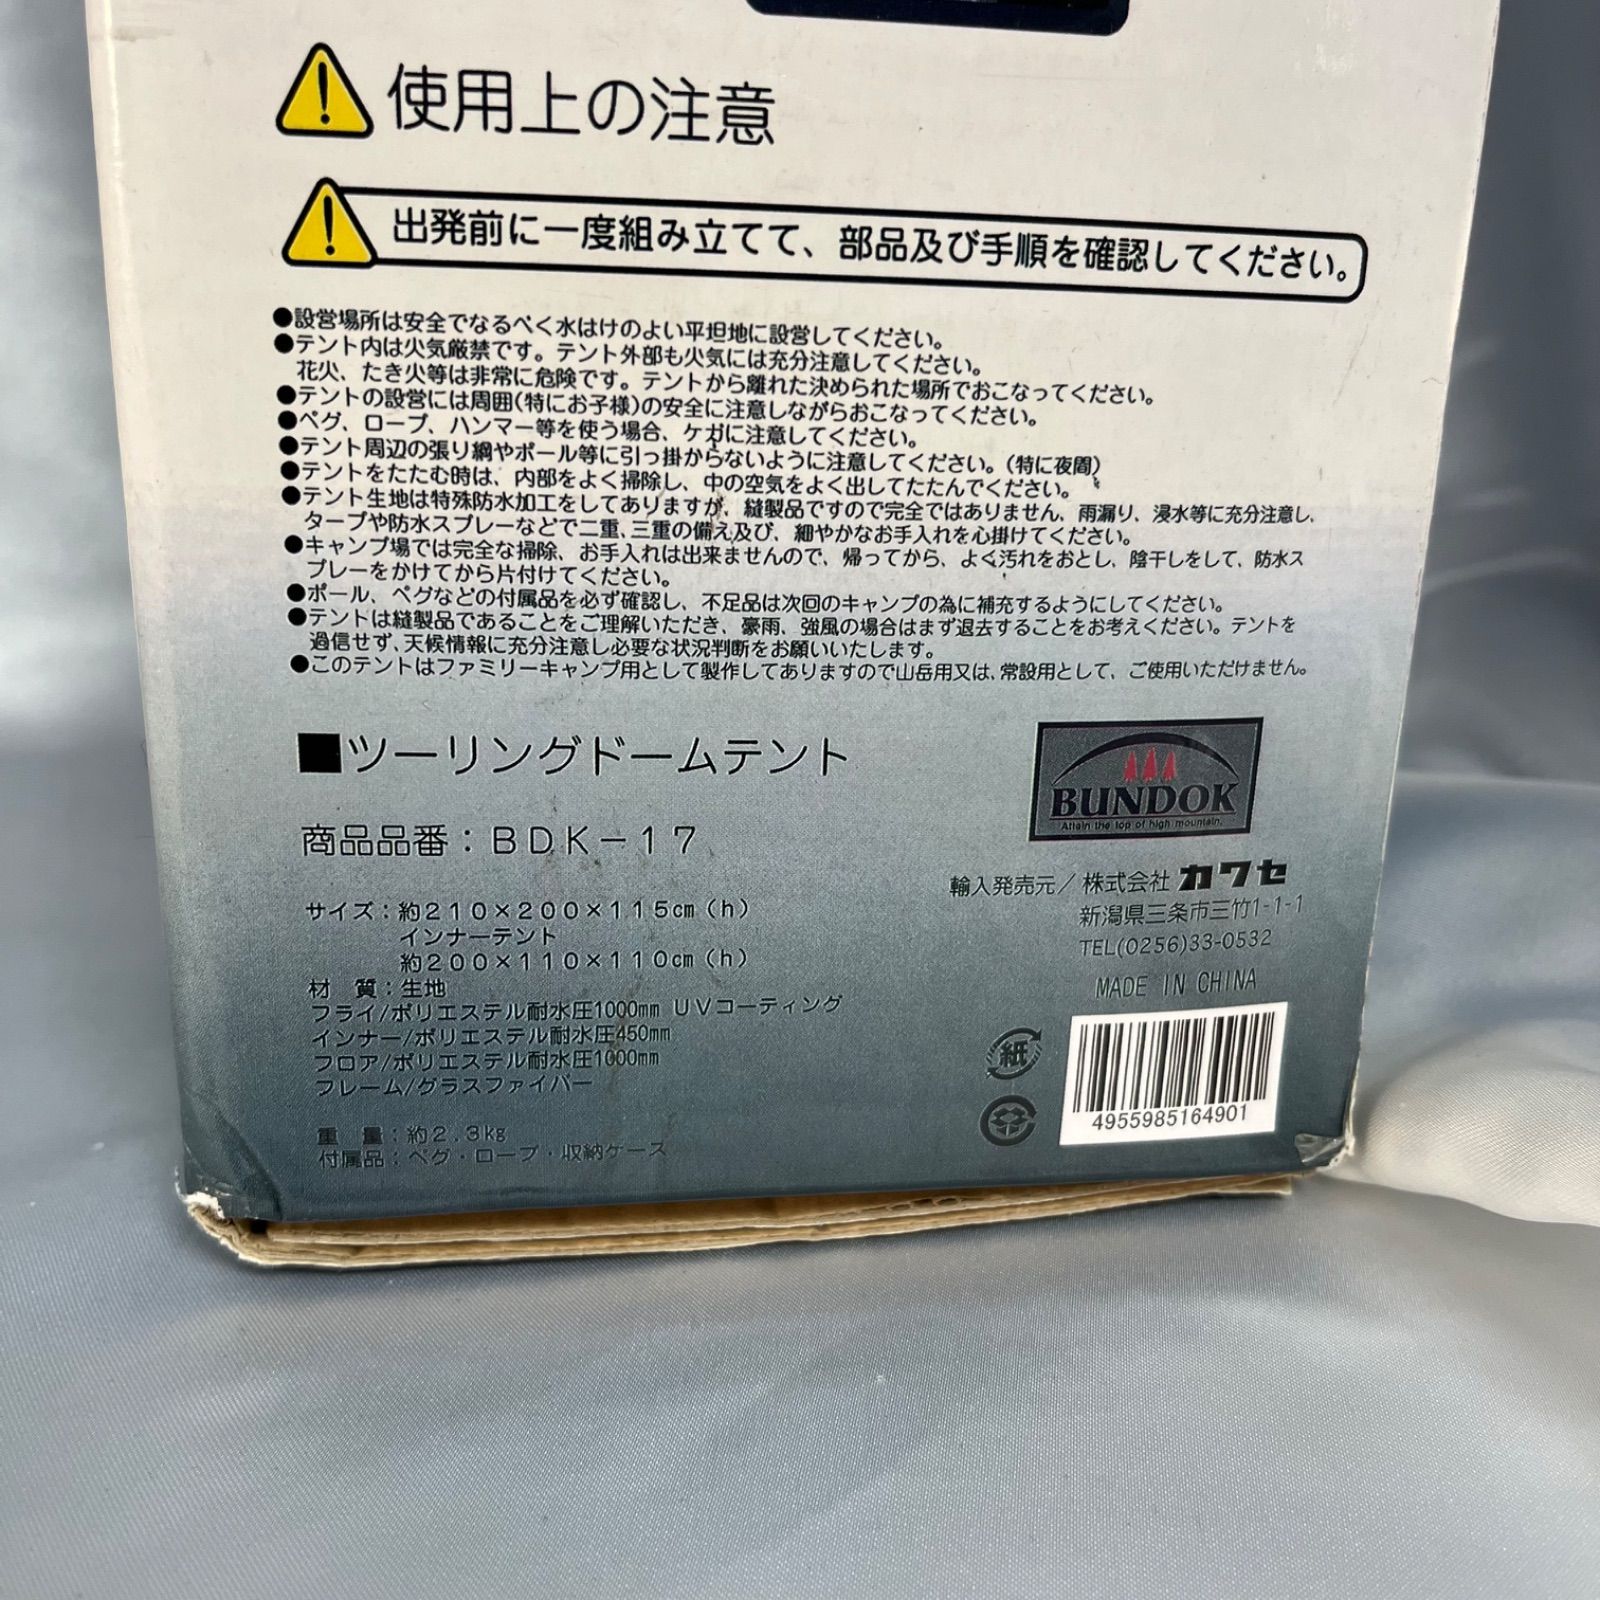 使用上の注意
出発前に一度組み立てて、部品及び手順を確認してください。
●設営場所は安全でなるべく水はけのよい平坦地に設営してください。
●テント内は火気厳禁です。テント外部も火気には充分注意してください。
花火、たき火等は非常に危険です。テントから離れた決められた場所でおこなってください。
●テントの設営には周囲(特にお子様)の安全に注意しながらおこなってください。
●ペグ、ロープ、ハンマー等を使う場合、ケガに注意してください。
●テント周辺の張り綱やポール等に引っ掛からないように注意してください。(特に夜間)
●テントをたたむ時は、内部をよく掃除し、中の空気をよく出してたたんでください。
●テント生地は特殊防水加工をしてありますが、縫製品ですので完全ではありません、雨漏り、浸水等に充分注意し、
タープや防水スプレーなどで二重、三重の備え及び、細やかなお手入れを心掛けてください。
●キャンプ場では完全な掃除、お手入れは出来ませんので、帰ってから、よく汚れをおとし、陰干しをして、防水ス
プレーをかけてから片付けてください。
●ポール、ペグなどの付属品を必ず確認し、不足品は次回のキャンプの為に補充するようにしてください。
●テントは縫製品であることをご理解いただき、豪雨、強風の場合はまず退去することをお考えください。テントを
過信せず、天候情報に充分注意し必要な状況判断をお願いいたします。
●このテントはファミリーキャンプ用として製作してありますので山岳用又は、常設用として、ご使用いただけません。
■ツーリングドームテント
商品品番：BDK－17
サイズ：約210×200×115cm(h)
インナーテント
約200×110×110cm(h)
材 質：生地
フライ/ポリエステル耐水圧1000mm UVコーティング
インナー/ポリエステル耐水圧450mm
フロア/ポリエステル耐水圧1000mm
フレーム/グラスファイバー
重 量：約2.3kg
付属品：ペグ・ロープ・収納ケース
BUNDOK
Attain the top of high mountain.
輸入発売元/株式会社カワセ
新潟県三条市三竹1-1-1
TEL(0256)33-0532
MADE IN CHINA
紙
4955985164901